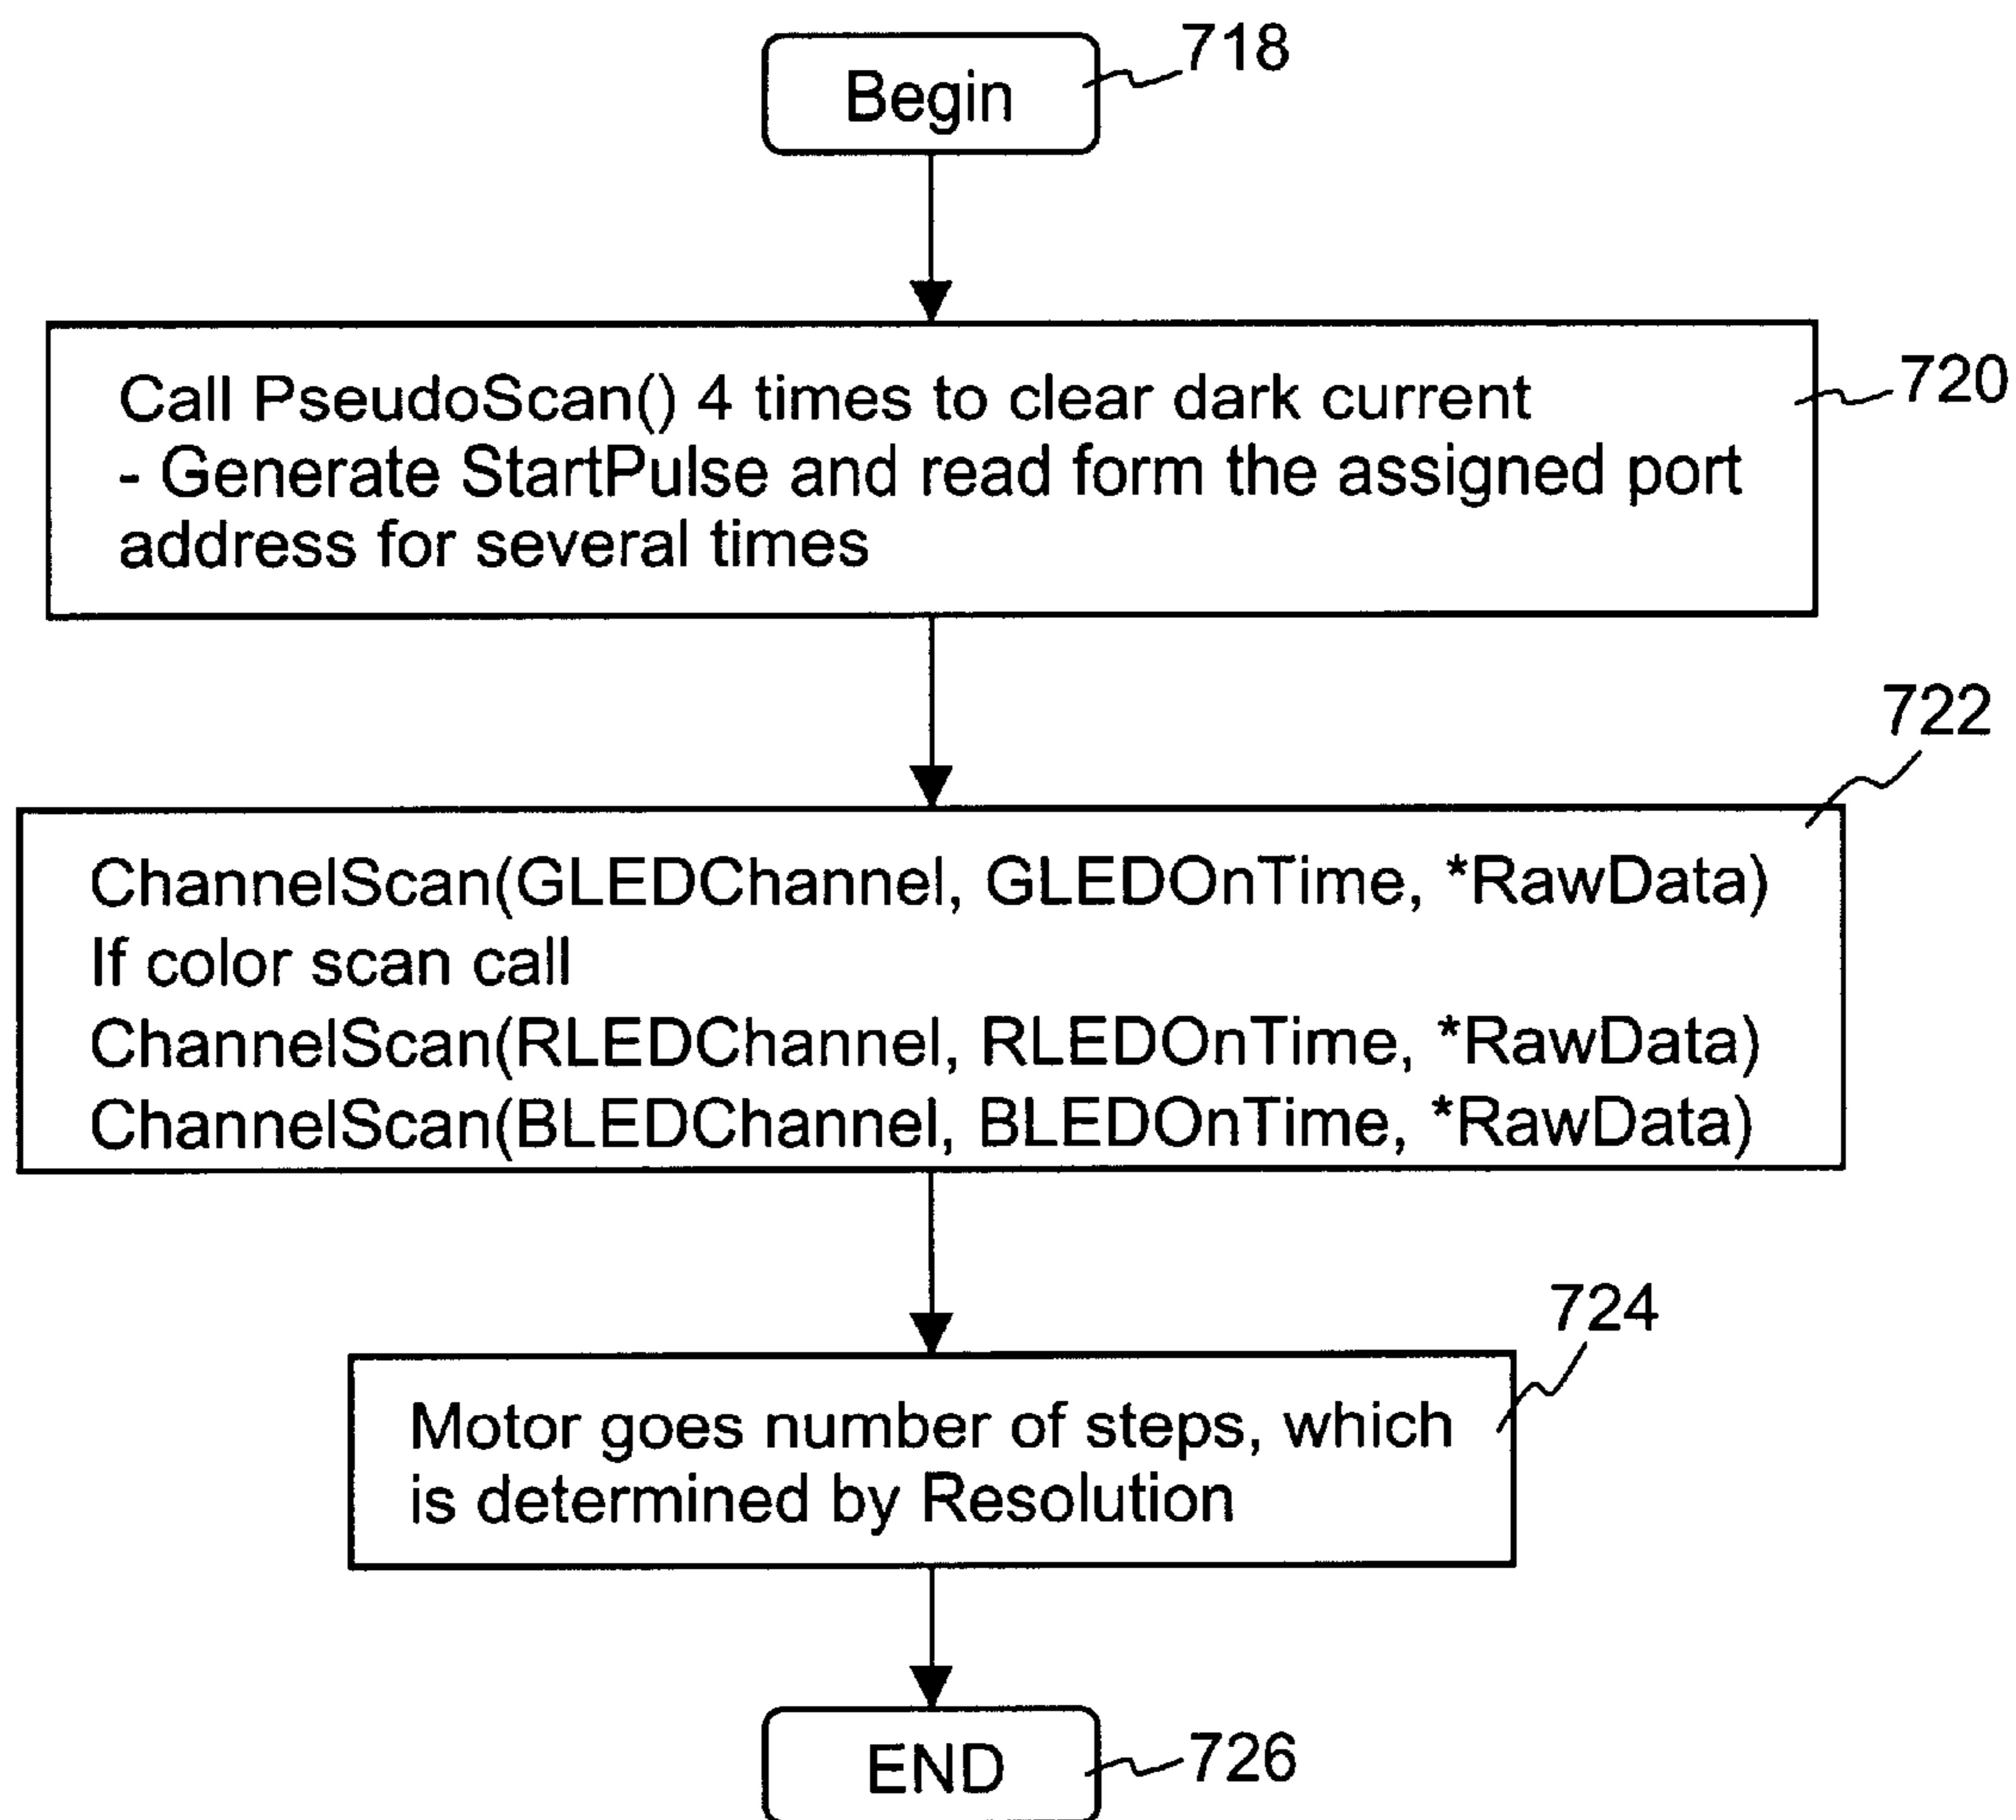 Begin
718
Call PseudoScan() 4 times to clear dark current
- Generate StartPulse and read form the assigned port
address for several times
720
722
ChannelScan(GLEDChannel, GLEDOnTime, *RawData)
If color scan call
ChannelScan(RLEDChannel, RLEDOnTime, *RawData)
ChannelScan(BLEDChannel, BLEDOnTime, *RawData)
724
Motor goes number of steps, which
is determined by Resolution
END
726